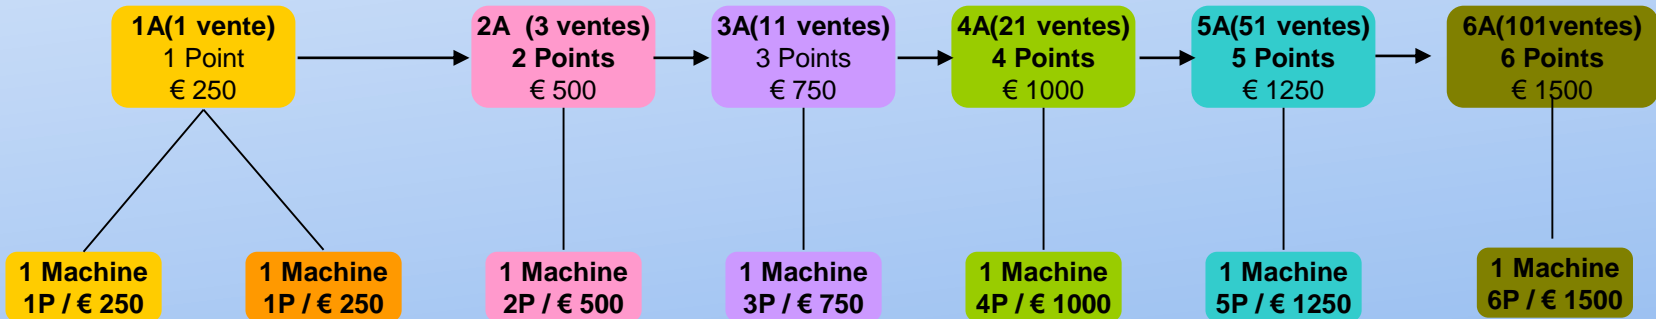 1A(1 vente)
1 Point
€ 250
2A (3 ventes)
2 Points
€ 500
3A(11 ventes)
3 Points
€ 750
4A(21 ventes)
4 Points
€ 1000
5A(51 ventes)
5 Points
€ 1250
6A(101ventes)
6 Points
€ 1500
1 Machine
1P / € 250
1 Machine
1P / € 250
1 Machine
2P / € 500
1 Machine
3P / € 750
1 Machine
4P / € 1000
1 Machine
5P / € 1250
1 Machine
6P / € 1500